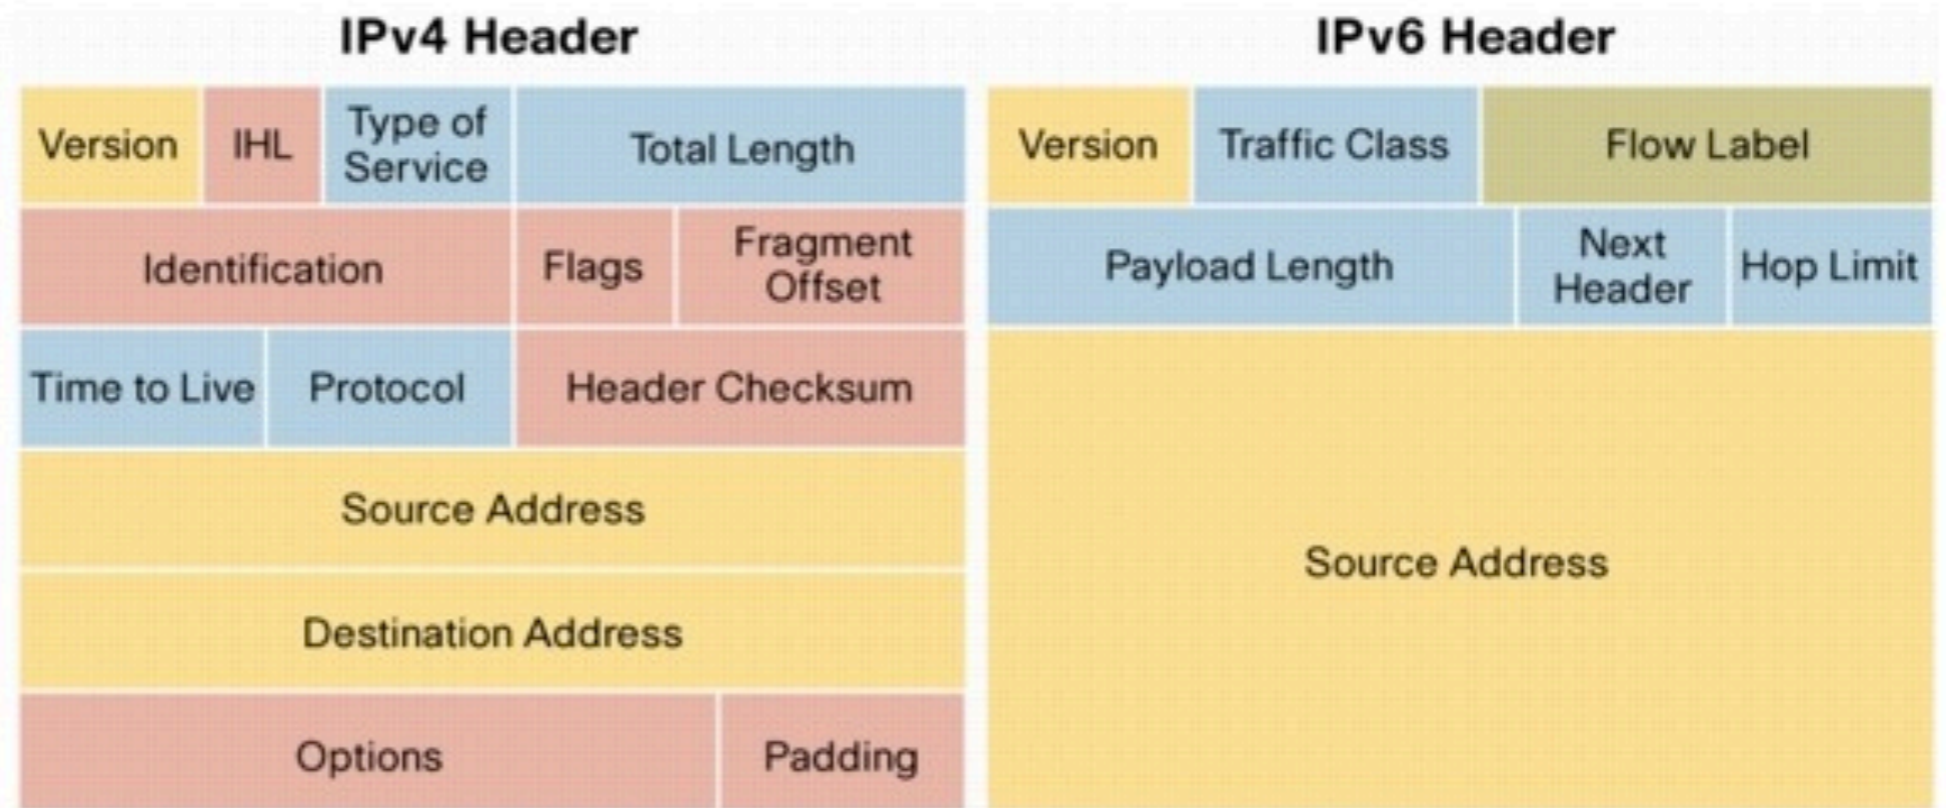 IPv4 Header
Version
IHL
Type of
Service
Total Length
Identification
Flags
Fragment
Offset
Time to Live
Protocol
Header Checksum
Source Address
Destination Address
Options
Padding
IPv6 Header
Version
Traffic Class
Flow Label
Payload Length
Next
Header
Hop Limit
Source Address